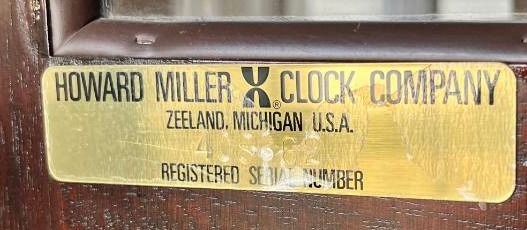 HOWARD MILLER ® CLOCK COMPANY
ZEELAND, MICHIGAN U.S.A.
REGISTERED SERIAL NUMBER